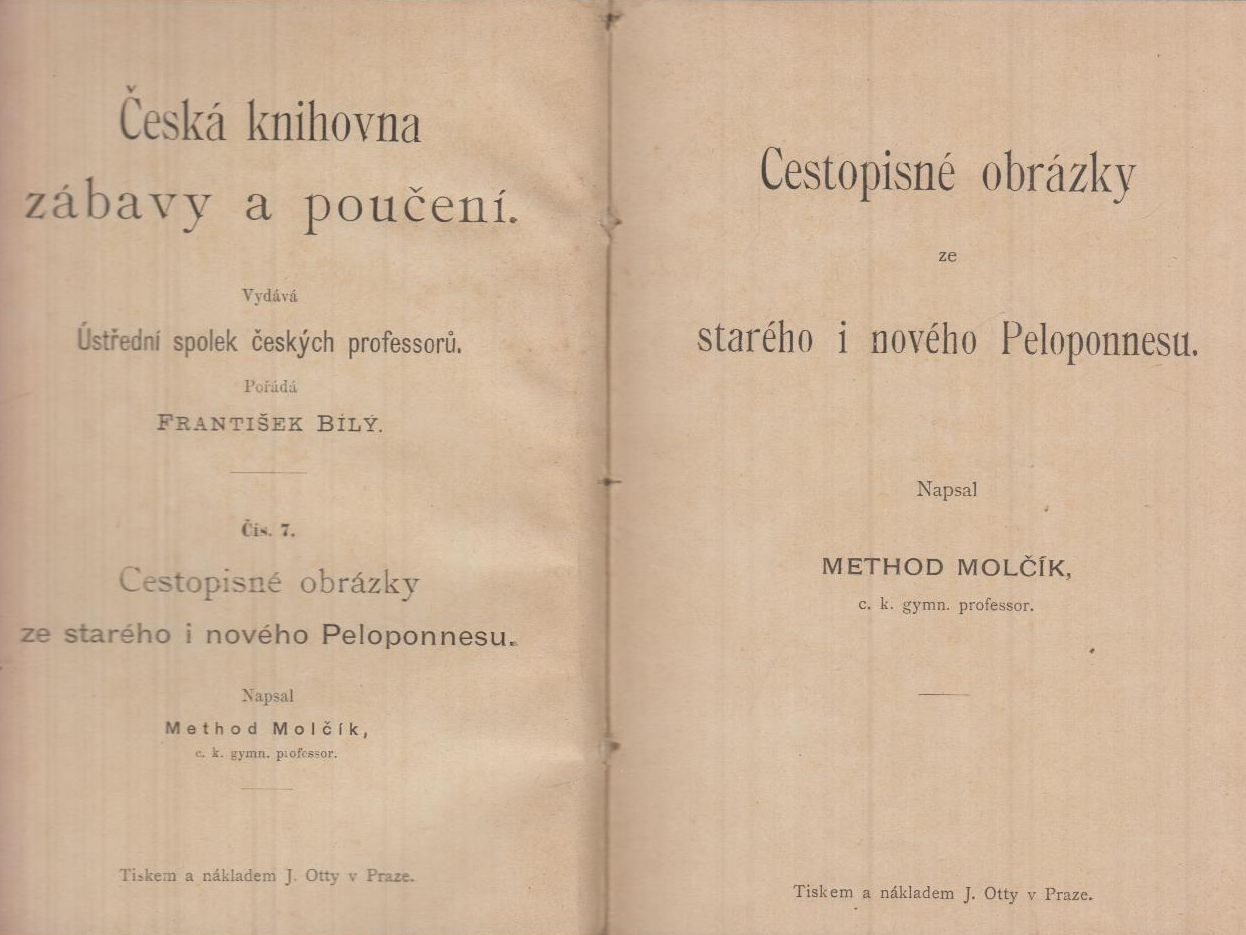 Česká knihovna
zábavy a poučení.
Vydává
Ústřední spolek českých professorů.
Pořádá
FRANTIŠEK BÍLÝ.
Čís. 7.
Cestopisné obrázky
ze starého i nového Peloponnesu.
Napsal
Method Molčík,
c. k. gymn. professor.
Tiskem a nákladem J. Otty v Praze.
Cestopisné obrázky
ze
starého i nového Peloponnesu.
Napsal
METHOD MOLČÍK,
c. k. gymn. professor.
Tiskem a nákladem J. Otty v Praze.